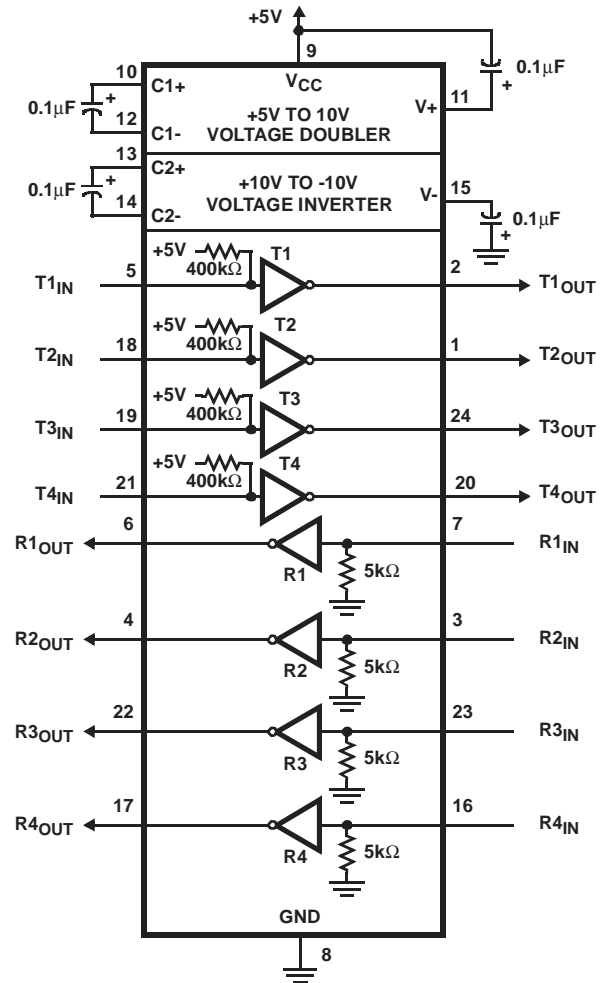 +5V
9
10
C1+
0.1μF
+
12
C1-
VCC
+5V TO 10V
VOLTAGE DOUBLER
V+
11
0.1μF
+
13
C2+
0.1μF
+
14
C2-
+10V TO -10V
VOLTAGE INVERTER
V-
15
0.1μF
+
T1IN
5
+5V
400kΩ
T1
2
T1OUT
T2IN
18
+5V
400kΩ
T2
1
T2OUT
T3IN
19
+5V
400kΩ
T3
24
T3OUT
T4IN
21
+5V
400kΩ
T4
20
T4OUT
R1OUT
6
R1
5kΩ
7
R1IN
R2OUT
4
R2
5kΩ
3
R2IN
R3OUT
22
R3
5kΩ
23
R3IN
R4OUT
17
R4
5kΩ
16
R4IN
GND
8